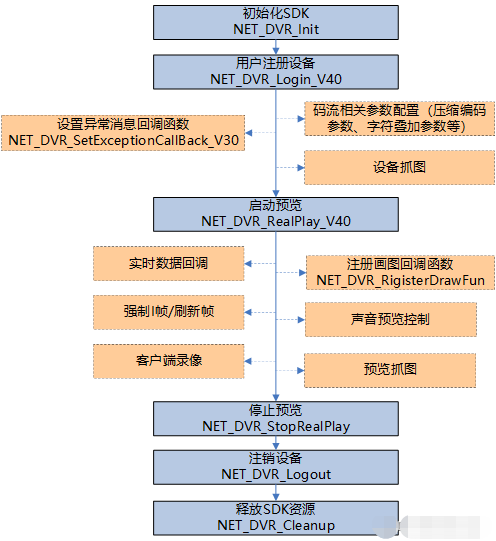 初始化SDK
NET_DVR_Init
用户注册设备
NET_DVR_Login_V40
码流相关参数配置（压缩编码
参数、字符叠加参数等）
设置异常消息回调函数
NET_DVR_SetExceptionCallBack_V30
设备抓图
启动预览
NET_DVR_RealPlay_V40
实时数据回调
注册画图回调函数
NET_DVR_RigisterDrawFun
强制I帧/刷新帧
声音预览控制
客户端录像
预览抓图
停止预览
NET_DVR_StopRealPlay
注销设备
NET_DVR_Logout
释放SDK资源
NET_DVR_Cleanup